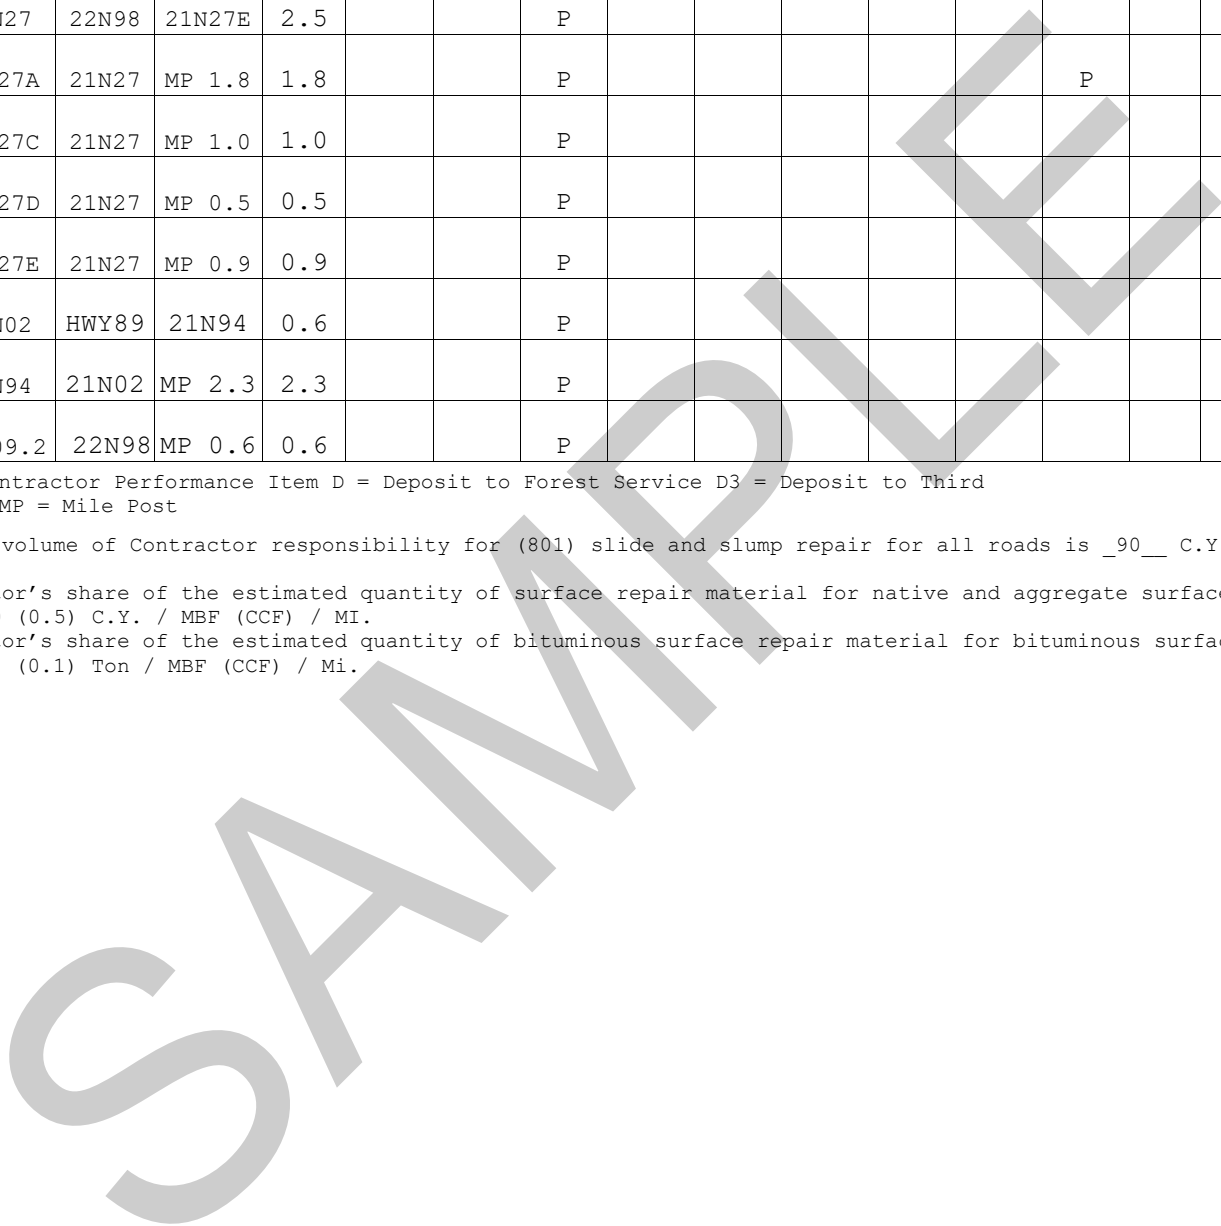 N27 22N98 21N27E 2.5 P
27A 21N27 MP 1.8 1.8 P P
27C 21N27 MP 1.0 1.0 P
27D 21N27 MP 0.5 0.5 P
27E 21N27 MP 0.9 0.9 P
N02 HWY89 21N94 0.6 P
N94 21N02 MP 2.3 2.3 P
09.2 22N98 MP 0.6 0.6 P
ntractor Performance Item D = Deposit to Forest Service D3 = Deposit to Third
MP = Mile Post
volume of Contractor responsibility for (801) slide and slump repair for all roads is _90__ C.Y
or’s share of the estimated quantity of surface repair material for native and aggregate surface
(0.5) C.Y. / MBF (CCF) / MI.
or’s share of the estimated quantity of bituminous surface repair material for bituminous surfac
(0.1) Ton / MBF (CCF) / Mi.
SAMPLE